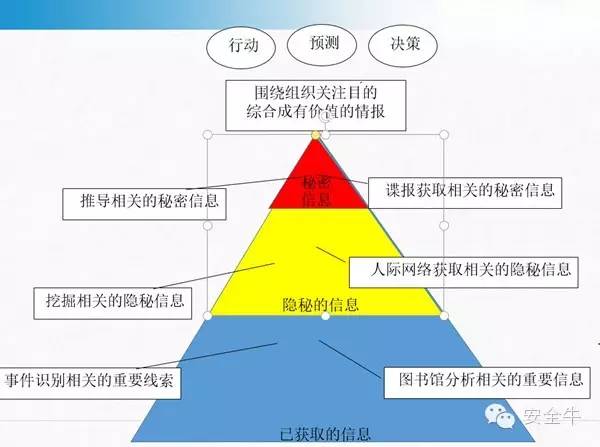 行动
预测
决策
围绕组织关注目的
综合成有价值的情报
秘密
信息
推导相关的秘密信息
谍报获取相关的秘密信息
人际网络获取相关的隐秘信息
挖掘相关的隐秘信息
隐秘的信息
事件识别相关的重要线索
图书馆分析相关的重要信息
已获取的信息
安全牛